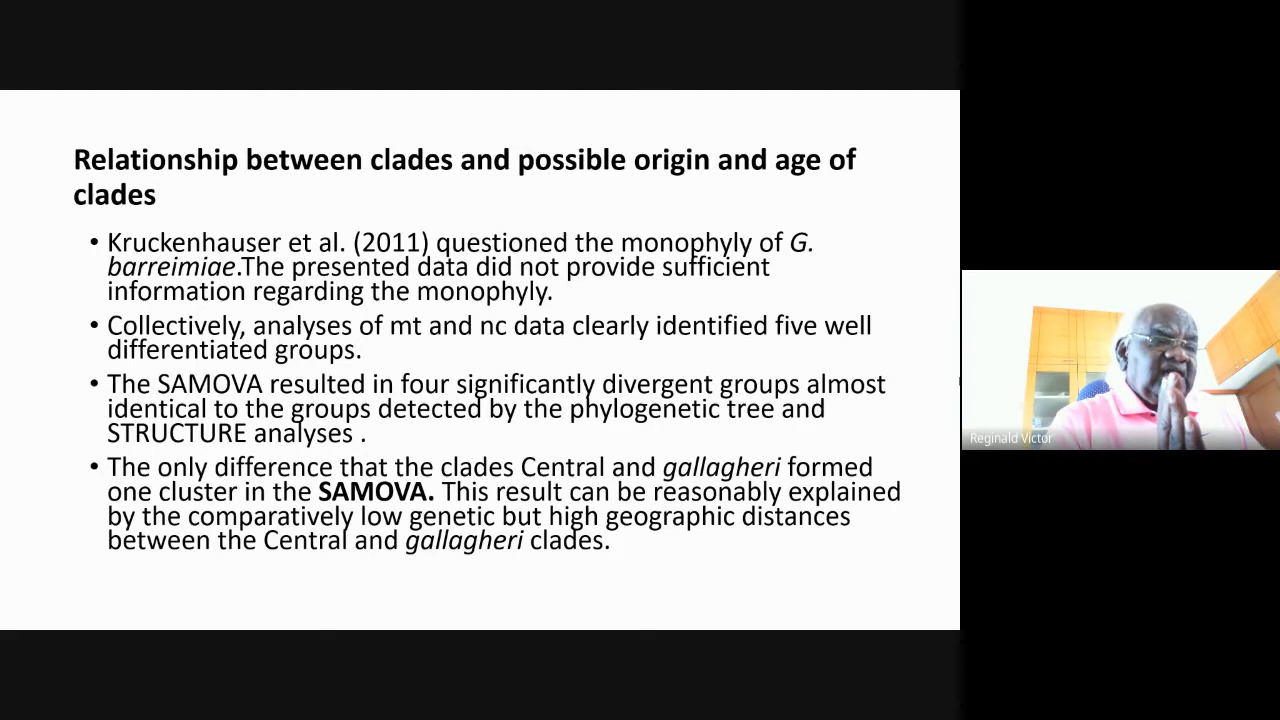 Relationship between clades and possible origin and age of
clades
• Kruckenhauser et al. (2011) questioned the monophyly of G.
barreimiae.The presented data did not provide sufficient
information regarding the monophyly.
• Collectively, analyses of mt and nc data clearly identified five well
differentiated groups.
• The SAMOVA resulted in four significantly divergent groups almost
identical to the groups detected by the phylogenetic tree and
STRUCTURE analyses .
• The only difference that the clades Central and gallagheri formed
one cluster in the SAMOVA. This result can be reasonably explained
by the comparatively low genetic but high geographic distances
between the Central and gallagheri clades.
Reginald Victor